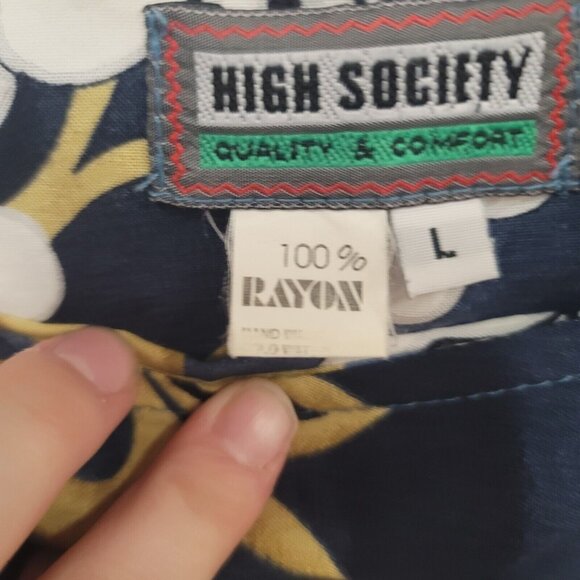 HIGH SOCIETY
QUALITY & COMFORT
L
100%
RAYON